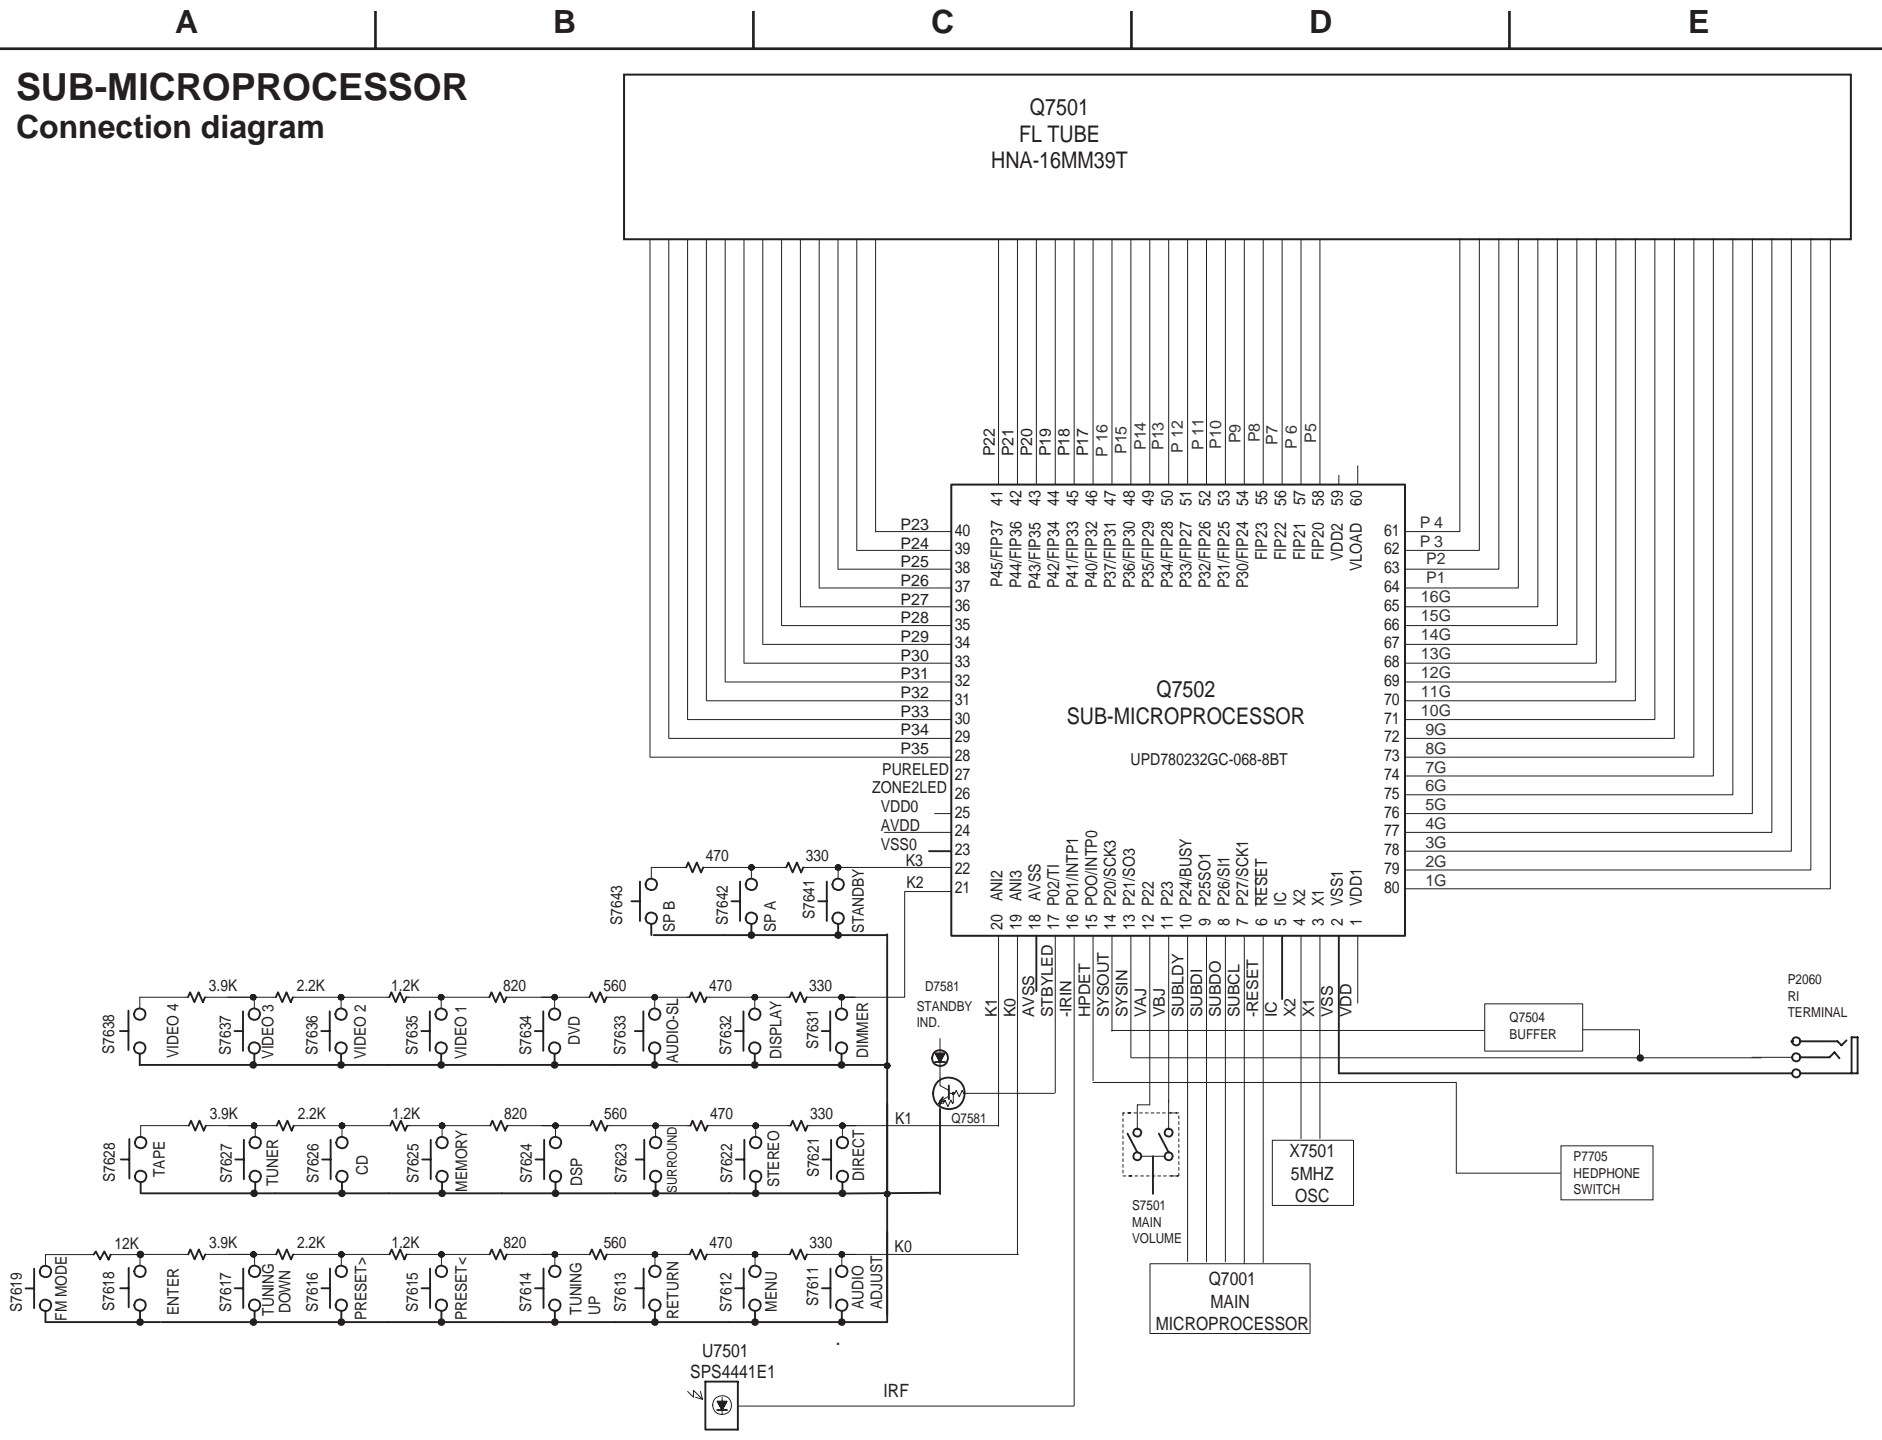 A B C D E
SUB-MICROPROCESSOR
Connection diagram
Q7501
FL TUBE
HNA-16MM39T
P22 P21 P20 P19 P18 P17 P 16 P15 P14 P13 P 12 P 11 P10 P9 P8 P7 P 6 P5
41 42 43 44 45 46 47 48 49 50 51 52 53 54 55 56 57 58 59 60
P45/FIP37 P44/FIP36 P43/FIP35 P42/FIP34 P41/FIP33 P40/FIP32 P37/FIP31 P36/FIP30 P35/FIP29 P34/FIP28 P33/FIP27 P32/FIP26 P31/FIP25 P30/FIP24 FIP23 FIP22 FIP21 FIP20 VDD2 VLOAD
P23 40
P24 39
P25 38
P26 37
P27 36
P28 35
P29 34
P30 33
P31 32
P32 31
P33 30
P34 29
P35 28
PURELED 27
ZONE2LED 26
VDD0 25
AVDD 24
VSS0 23
K3 22
K2 21
61 P 4
62 P 3
63 P2
64 P1
65 16G
66 15G
67 14G
68 13G
69 12G
70 11G
71 10G
72 9G
73 8G
74 7G
75 6G
76 5G
77 4G
78 3G
79 2G
80 1G
Q7502
SUB-MICROPROCESSOR
UPD780232GC-068-8BT
ANI2 ANI3 AVSS P02/TI P01/INTP1 POO/INTP0 P20/SCK3 P21/SO3 P22 P23 P24/BUSY P25SO1 P26/SI1 P27/SCK1 RESET IC X2 X1 VSS1 VDD1
20 19 18 17 16 15 14 13 12 11 10 9 8 7 6 5 4 3 2 1
K1 K0 AVSS STBYLED -IRIN HPDET SYSOUT SYSIN VAJ VBJ SUBLDY SUBDI SUBDO SUBCL -RESET IC X2 X1 VSS VDD
470 330
S7643 SP B S7642 SP A S7641 STANDBY
3.9K 2.2K 1.2K 820 560 470 330
S7638 VIDEO 4 S7637 VIDEO 3 S7636 VIDEO 2 S7635 VIDEO 1 S7634 DVD S7633 AUDIO-SL S7632 DISPLAY S7631 DIMMER
D7581
STANDBY
IND.
Q7581
3.9K 2.2K 1.2K 820 560 470 330 K1
S7628 TAPE S7627 TUNER S7626 CD S7625 MEMORY S7624 DSP S7623 SURROUND S7622 STEREO S7621 DIRECT
12K 3.9K 2.2K 1.2K 820 560 470 330 K0
S7619 FM MODE S7618 ENTER S7617 TUNING DOWN S7616 PRESET> S7615 PRESET< S7614 TUNING UP S7613 RETURN S7612 MENU S7611 AUDIO ADJUST
U7501
SPS4441E1
IRF
S7501
MAIN
VOLUME
Q7001
MAIN
MICROPROCESSOR
X7501
5MHZ
OSC
Q7504
BUFFER
P2060
RI
TERMINAL
P7705
HEDPHONE
SWITCH